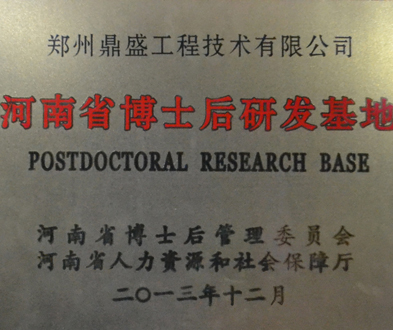 郑州鼎盛工程技术有限公司
河南省博士后研发基地
POSTDOCTORAL RESEARCH BASE
河南省博士后管理委员会
河南省人力资源和社会保障厅
二〇一三年十二月